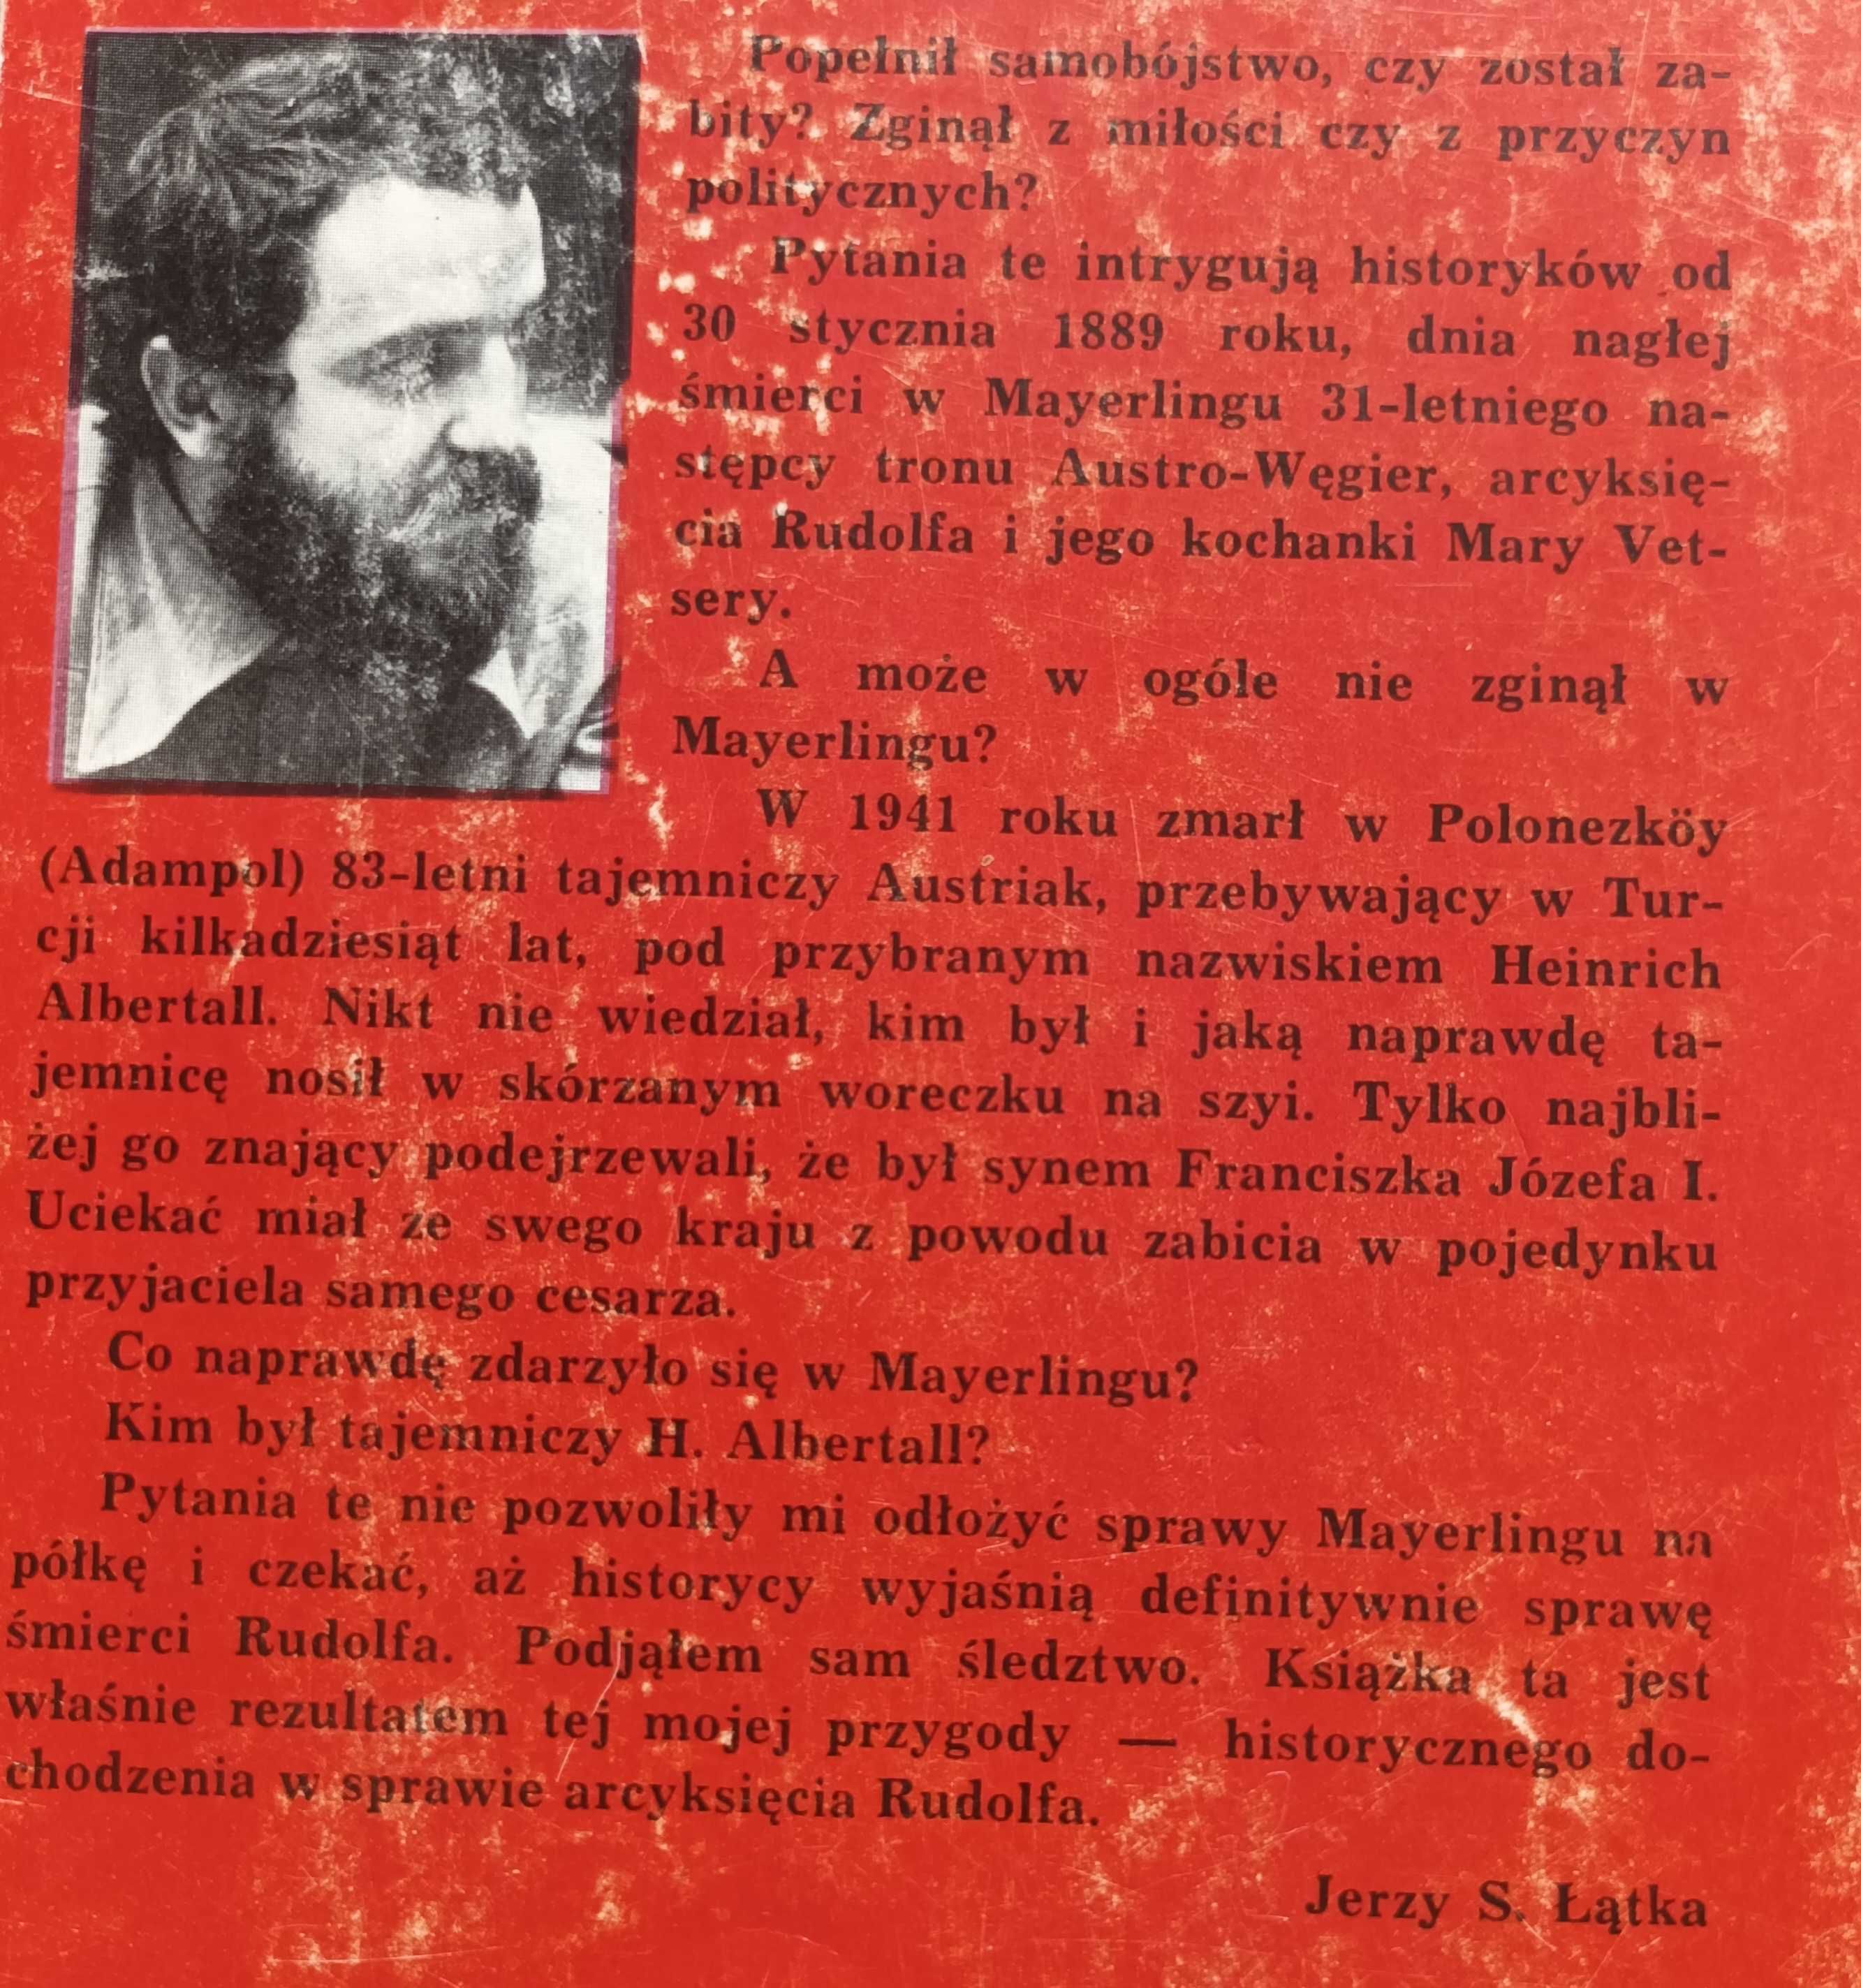 Popełnił samobójstwo, czy został za-
bity? Zginął z miłości czy z przyczyn
politycznych?
Pytania te intrygują historyków od
30 stycznia 1889 roku, dnia nagłej
śmierci w Mayerlingu 31-letniego na-
stępcy tronu Austro-Węgier, arcyksię-
cia Rudolfa i jego kochanki Mary Vet-
sery.
A może w ogóle nie zginął w
Mayerlingu?
W 1941 roku zmarł w Polonezköy
(Adampol) 83-letni tajemniczy Austriak, przebywający w Tur-
cji kilkadziesiąt lat, pod przybranym nazwiskiem Heinrich
Albertall. Nikt nie wiedział, kim był i jaką naprawdę ta-
jemnicę nosił w skórzanym woreczku na szyi. Tylko najbli-
żej go znający podejrzewali, że był synem Franciszka Józefa I.
Uciekać miał ze swego kraju z powodu zabicia w pojedynku
przyjaciela samego cesarza.
Co naprawdę zdarzyło się w Mayerlingu?
Kim był tajemniczy H. Albertall?
Pytania te nie pozwoliły mi odłożyć sprawy Mayerlingu na
półkę i czekać, aż historycy wyjaśnią definitywnie sprawę
śmierci Rudolfa. Podjąłem sam śledztwo. Książka ta jest
właśnie rezultatem tej mojej przygody — historycznego do-
chodzenia w sprawie arcyksięcia Rudolfa.
Jerzy S. Łątka